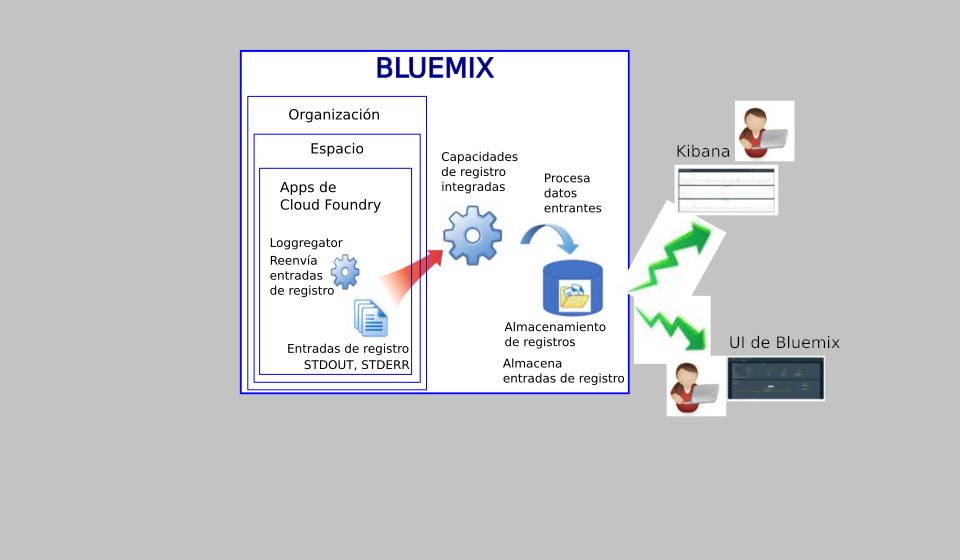 BLUEMIX
Organización
Espacio
Apps de
Cloud Foundry
Loggregator
Reenvía
entradas
de registro
Entradas de registro
STDOUT, STDERR
Capacidades
de registro
integradas
Procesa
datos
entrantes
Almacenamiento
de registros
Almacena
entradas de registro
Kibana
UI de Bluemix